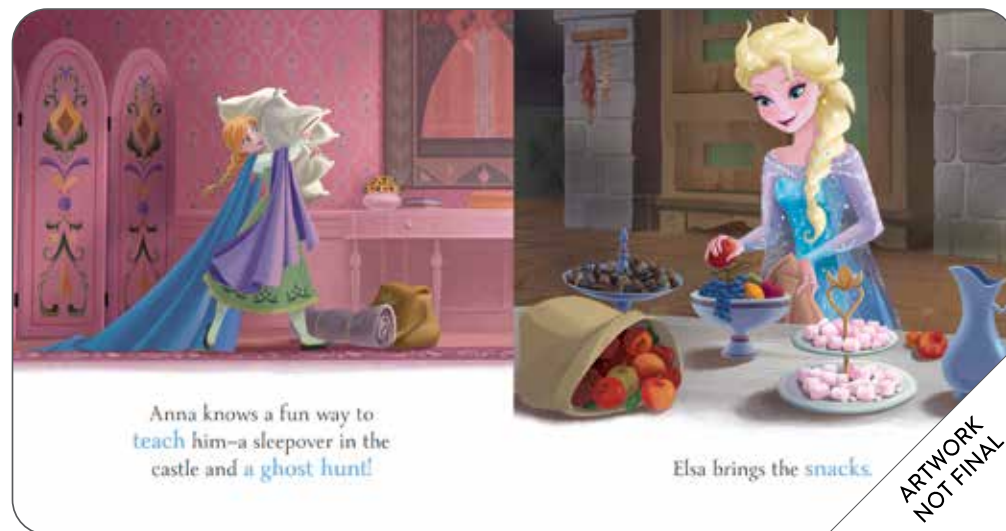 Anna knows a fun way to
teach him–a sleepover in the
castle and a ghost hunt!
Elsa brings the snacks.
ARTWORK
NOT FINAL